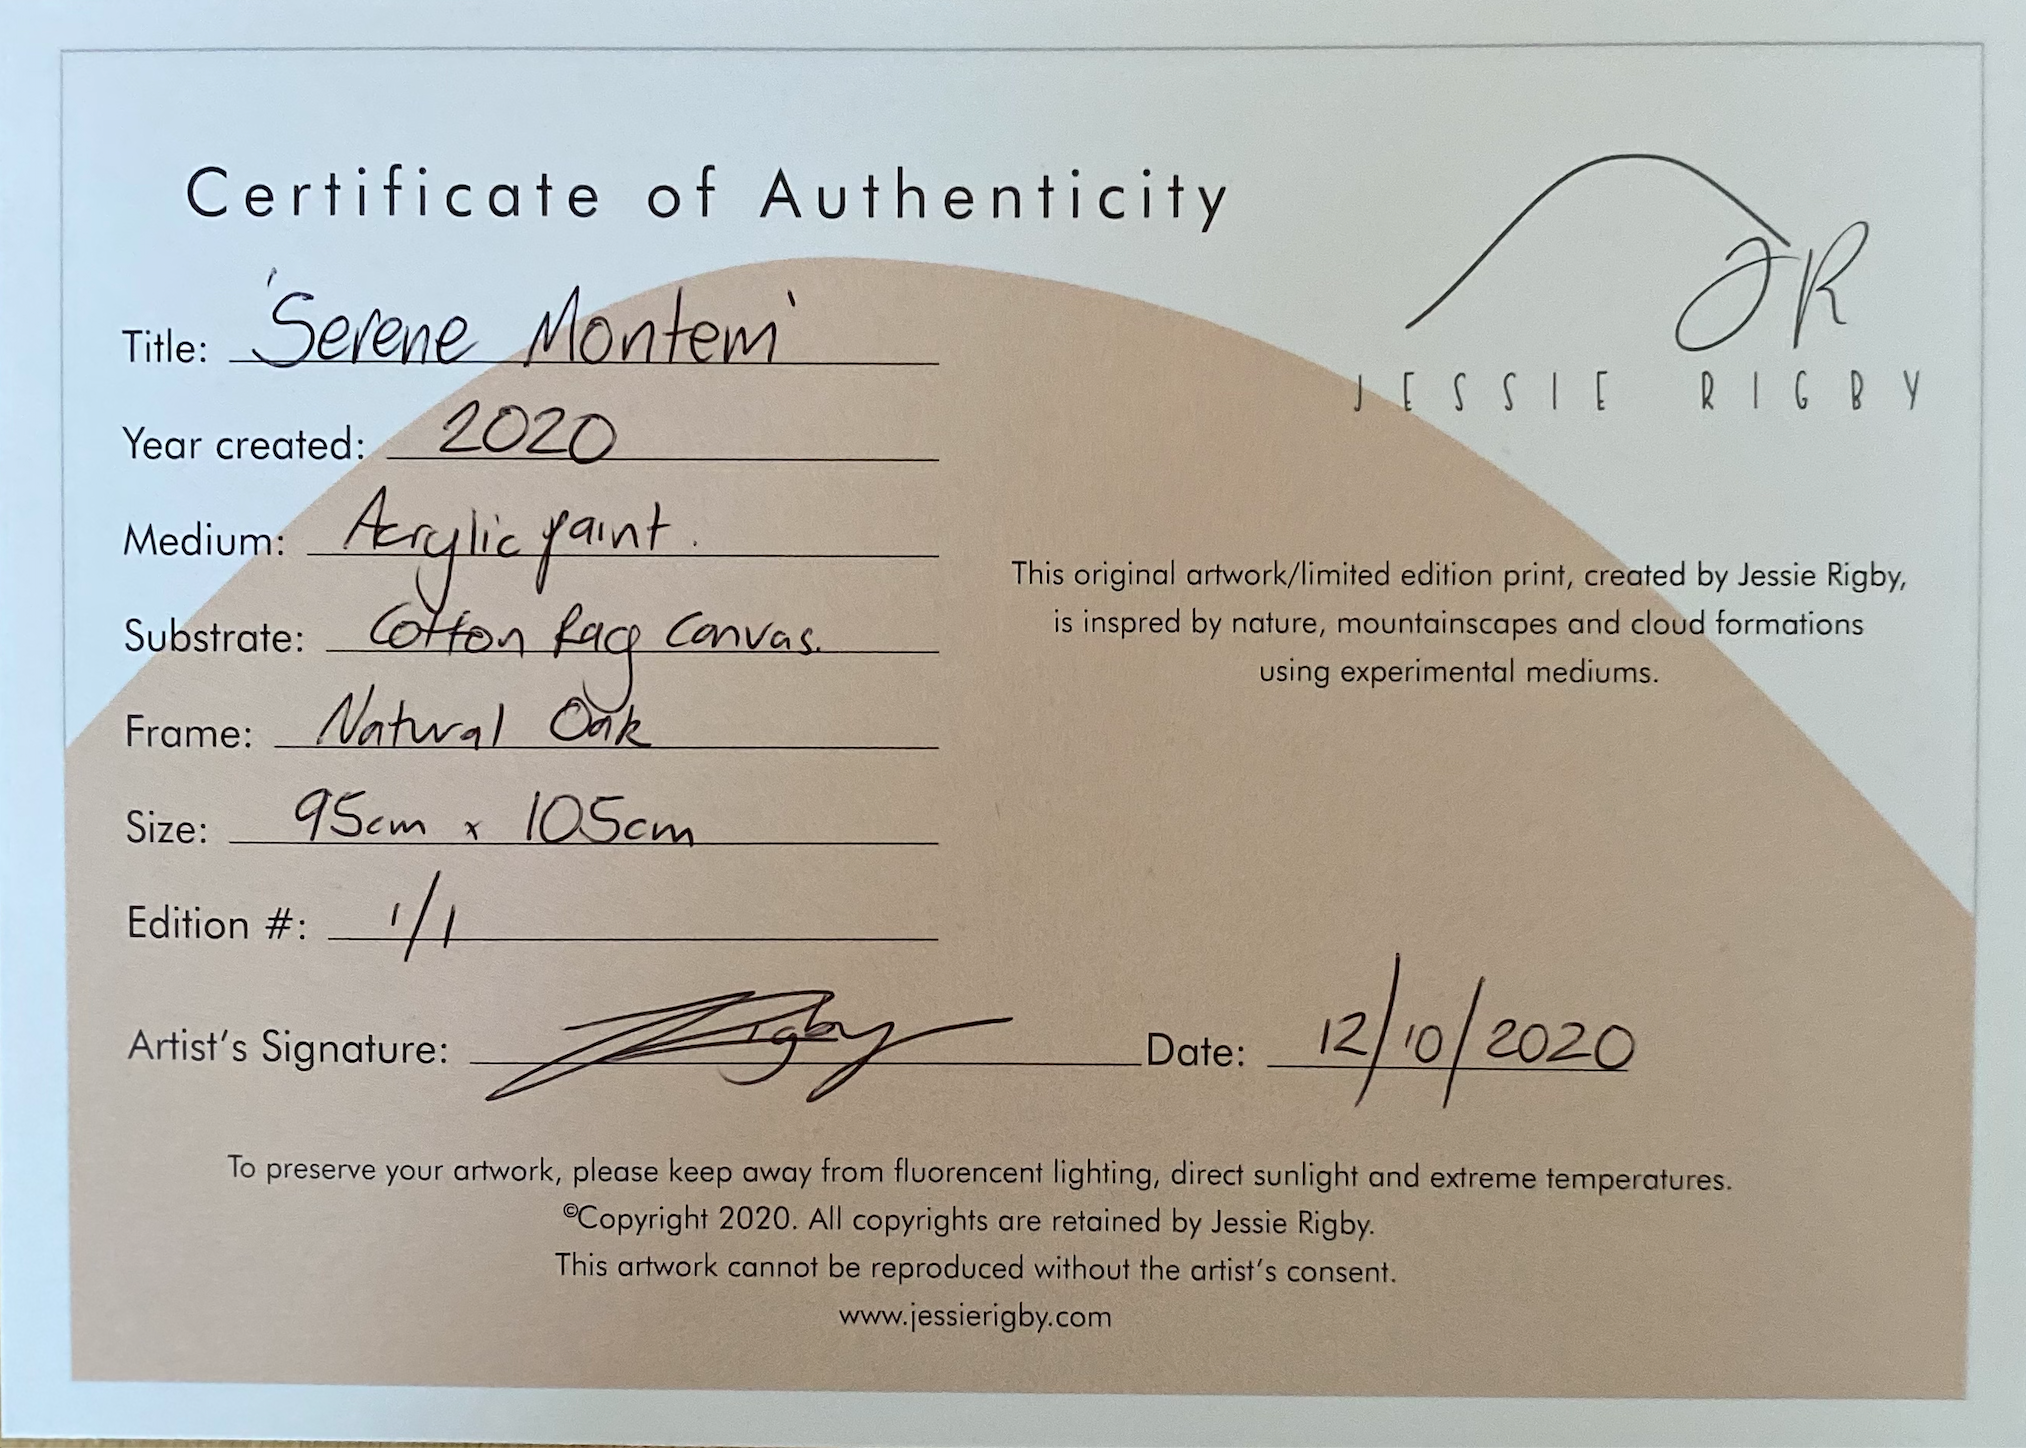 Certificate of Authenticity
JR
JESSIE RIGBY
Title: 'Serene Montem'
Year created: 2020
Medium: Acrylic paint.
Substrate: Cotton Rag Canvas.
Frame: Natural Oak
Size: 95cm x 105cm
Edition #: 1/1
This original artwork/limited edition print, created by Jessie Rigby,
is inspred by nature, mountainscapes and cloud formations
using experimental mediums.
Artist's Signature: Rigby Date: 12/10/2020
To preserve your artwork, please keep away from fluorencent lighting, direct sunlight and extreme temperatures.
©Copyright 2020. All copyrights are retained by Jessie Rigby.
This artwork cannot be reproduced without the artist's consent.
www.jessierigby.com